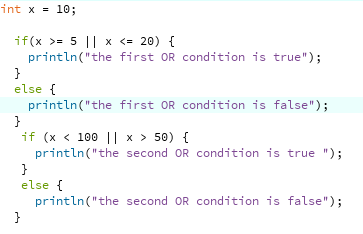 int x = 10;
if(x >= 5 || x <= 20) {
println("the first OR condition is true");
}
else {
println("the first OR condition is false");
}
if (x < 100 || x > 50) {
println("the second OR condition is true ");
}
else {
println("the second OR condition is false");
}